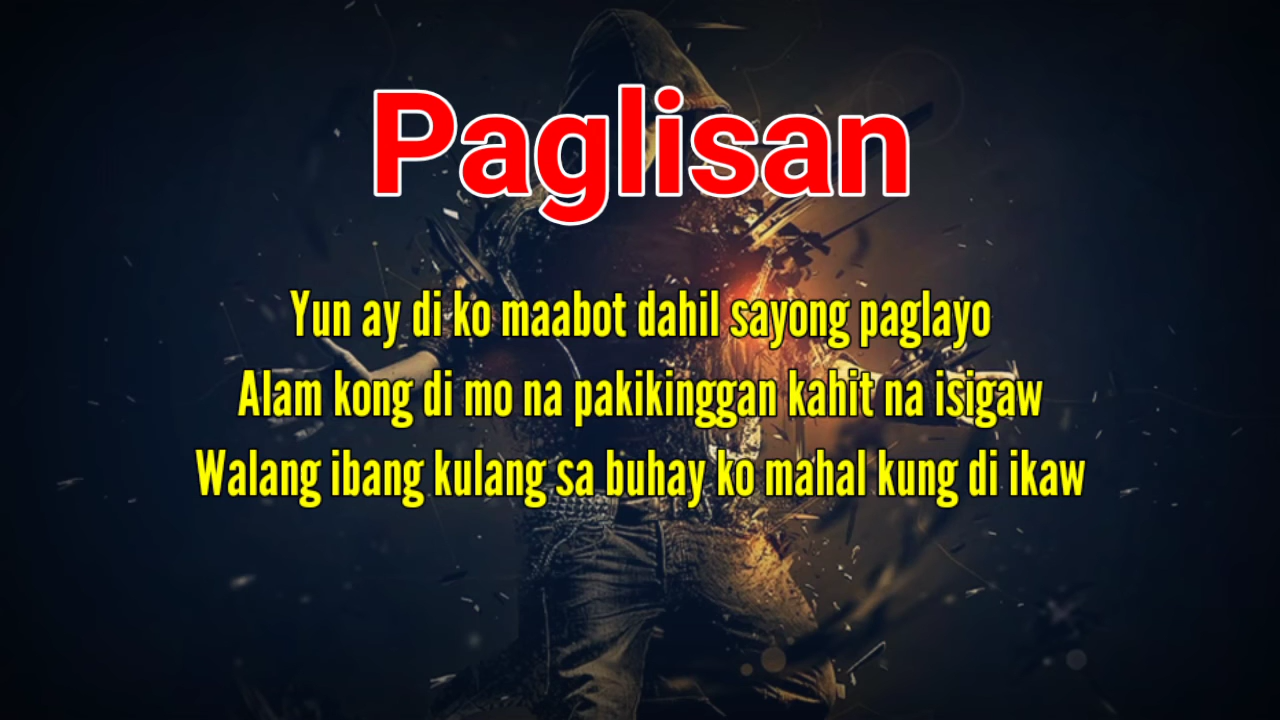 Paglisan
Yun ay di ko maabot dahil sayong paglayo
Alam kong di mo na pakikinggan kahit na isigaw
Walang ibang kulang sa buhay ko mahal kung di ikaw